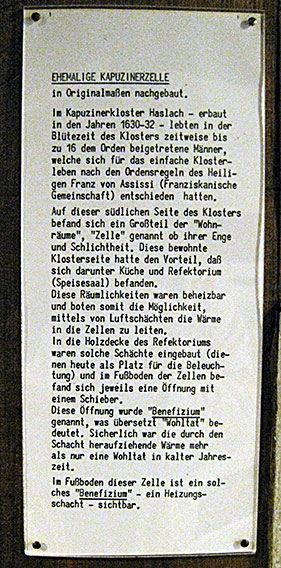 EHEMALIGE KAPUZINERZELLE
in Originalmaßen nachgebaut.
Im Kapuzinerkloster Haslach - erbaut
in den Jahren 1630-32 - lebten in der
Blütezeit des Klosters zeitweise bis
zu 16 dem Orden beigetretene Männer,
welche sich für das einfache Kloster-
leben nach den Ordensregeln des Heili-
gen Franz von Assissi (Franziskanische
Gemeinschaft) entschieden hatten.
Auf dieser südlichen Seite des Klosters
befand sich ein Großteil der "Wohn-
räume", "Zelle" genannt ob ihrer Enge
und Schlichtheit. Diese bewohnte
Klosterseite hatte den Vorteil, daß
sich darunter Küche und Refektorium
(Speisesaal) befanden.
Diese Räumlichkeiten waren beheizbar
und boten somit die Möglichkeit,
mittels von Luftschächten die Wärme
in die Zellen zu leiten.
In die Holzdecke des Refektoriums
waren solche Schächte eingebaut (die-
nen heute als Platz für die Beleuch-
tung) und im Fußboden der Zellen be-
fand sich jeweils eine Öffnung mit
einem Schieber.
Diese Öffnung wurde "Benefizium"
genannt, was übersetzt "Wohltat" be-
deutet. Sicherlich war die durch den
Schacht heraufziehende Wärme mehr
als nur eine Wohltat in kalter Jahres-
zeit.
Im Fußboden dieser Zelle ist ein sol-
ches "Benefizium" - ein Heizungs-
schacht - sichtbar.